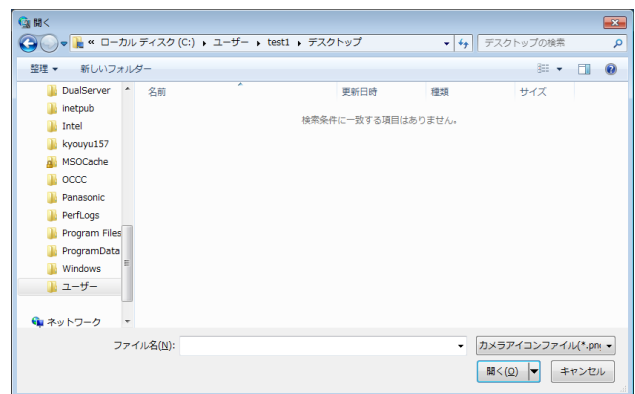 開く
« ローカル ディスク (C:) ▸ ユーザー ▸ test1 ▸ デスクトップ
デスクトップの検索
整理 ▼ 新しいフォルダー
名前 更新日時 種類 サイズ
検索条件に一致する項目はありません。
DualServer
inetpub
Intel
kyouyu157
MSOCache
OCCC
Panasonic
PerfLogs
Program Files
ProgramData
Windows
ユーザー
ネットワーク
ファイル名(N):
カメラアイコンファイル(*.png
開く(O)
キャンセル